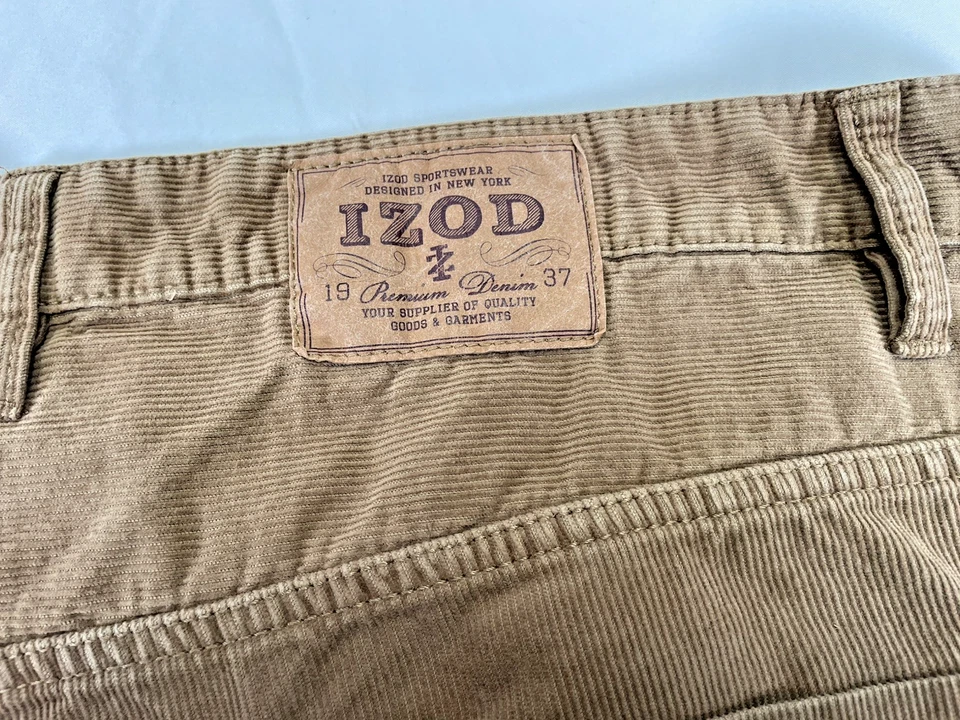 IZOD SPORTSWEAR
DESIGNED IN NEW YORK
IZOD
19 Premium Denim 37
YOUR SUPPLIER OF QUALITY
GOODS & GARMENTS